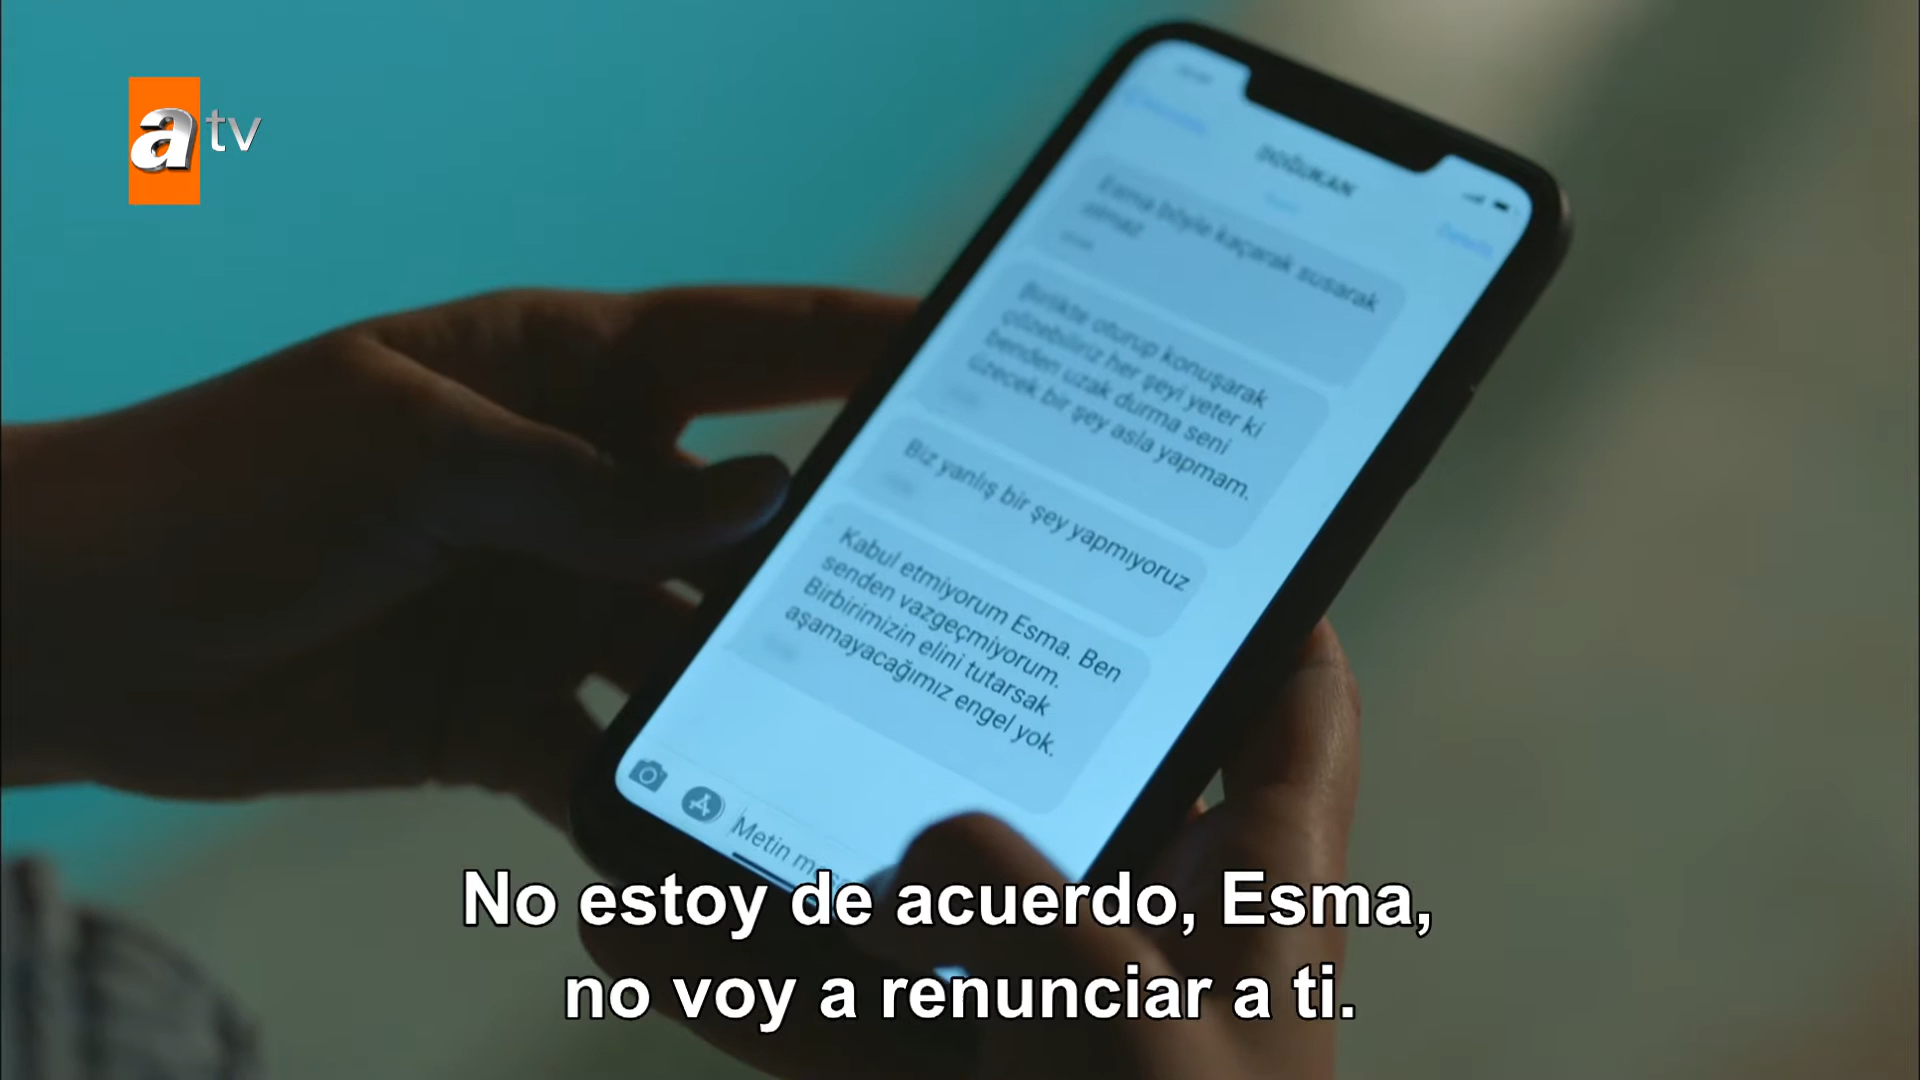 a tv
DOĞUKAN
Esma böyle kaçarak susarak
olmaz
Birlikte oturup konuşarak
çözebiliriz her şeyi yeter ki
benden uzak durma seni
üzecek bir şey asla yapmam.
Biz yanlış bir şey yapmıyoruz
Kabul etmiyorum Esma. Ben
senden vazgeçmiyorum.
Birbirimizin elini tutarsak
aşamayacağımız engel yok.
Metin
No estoy de acuerdo, Esma,
no voy a renunciar a ti.